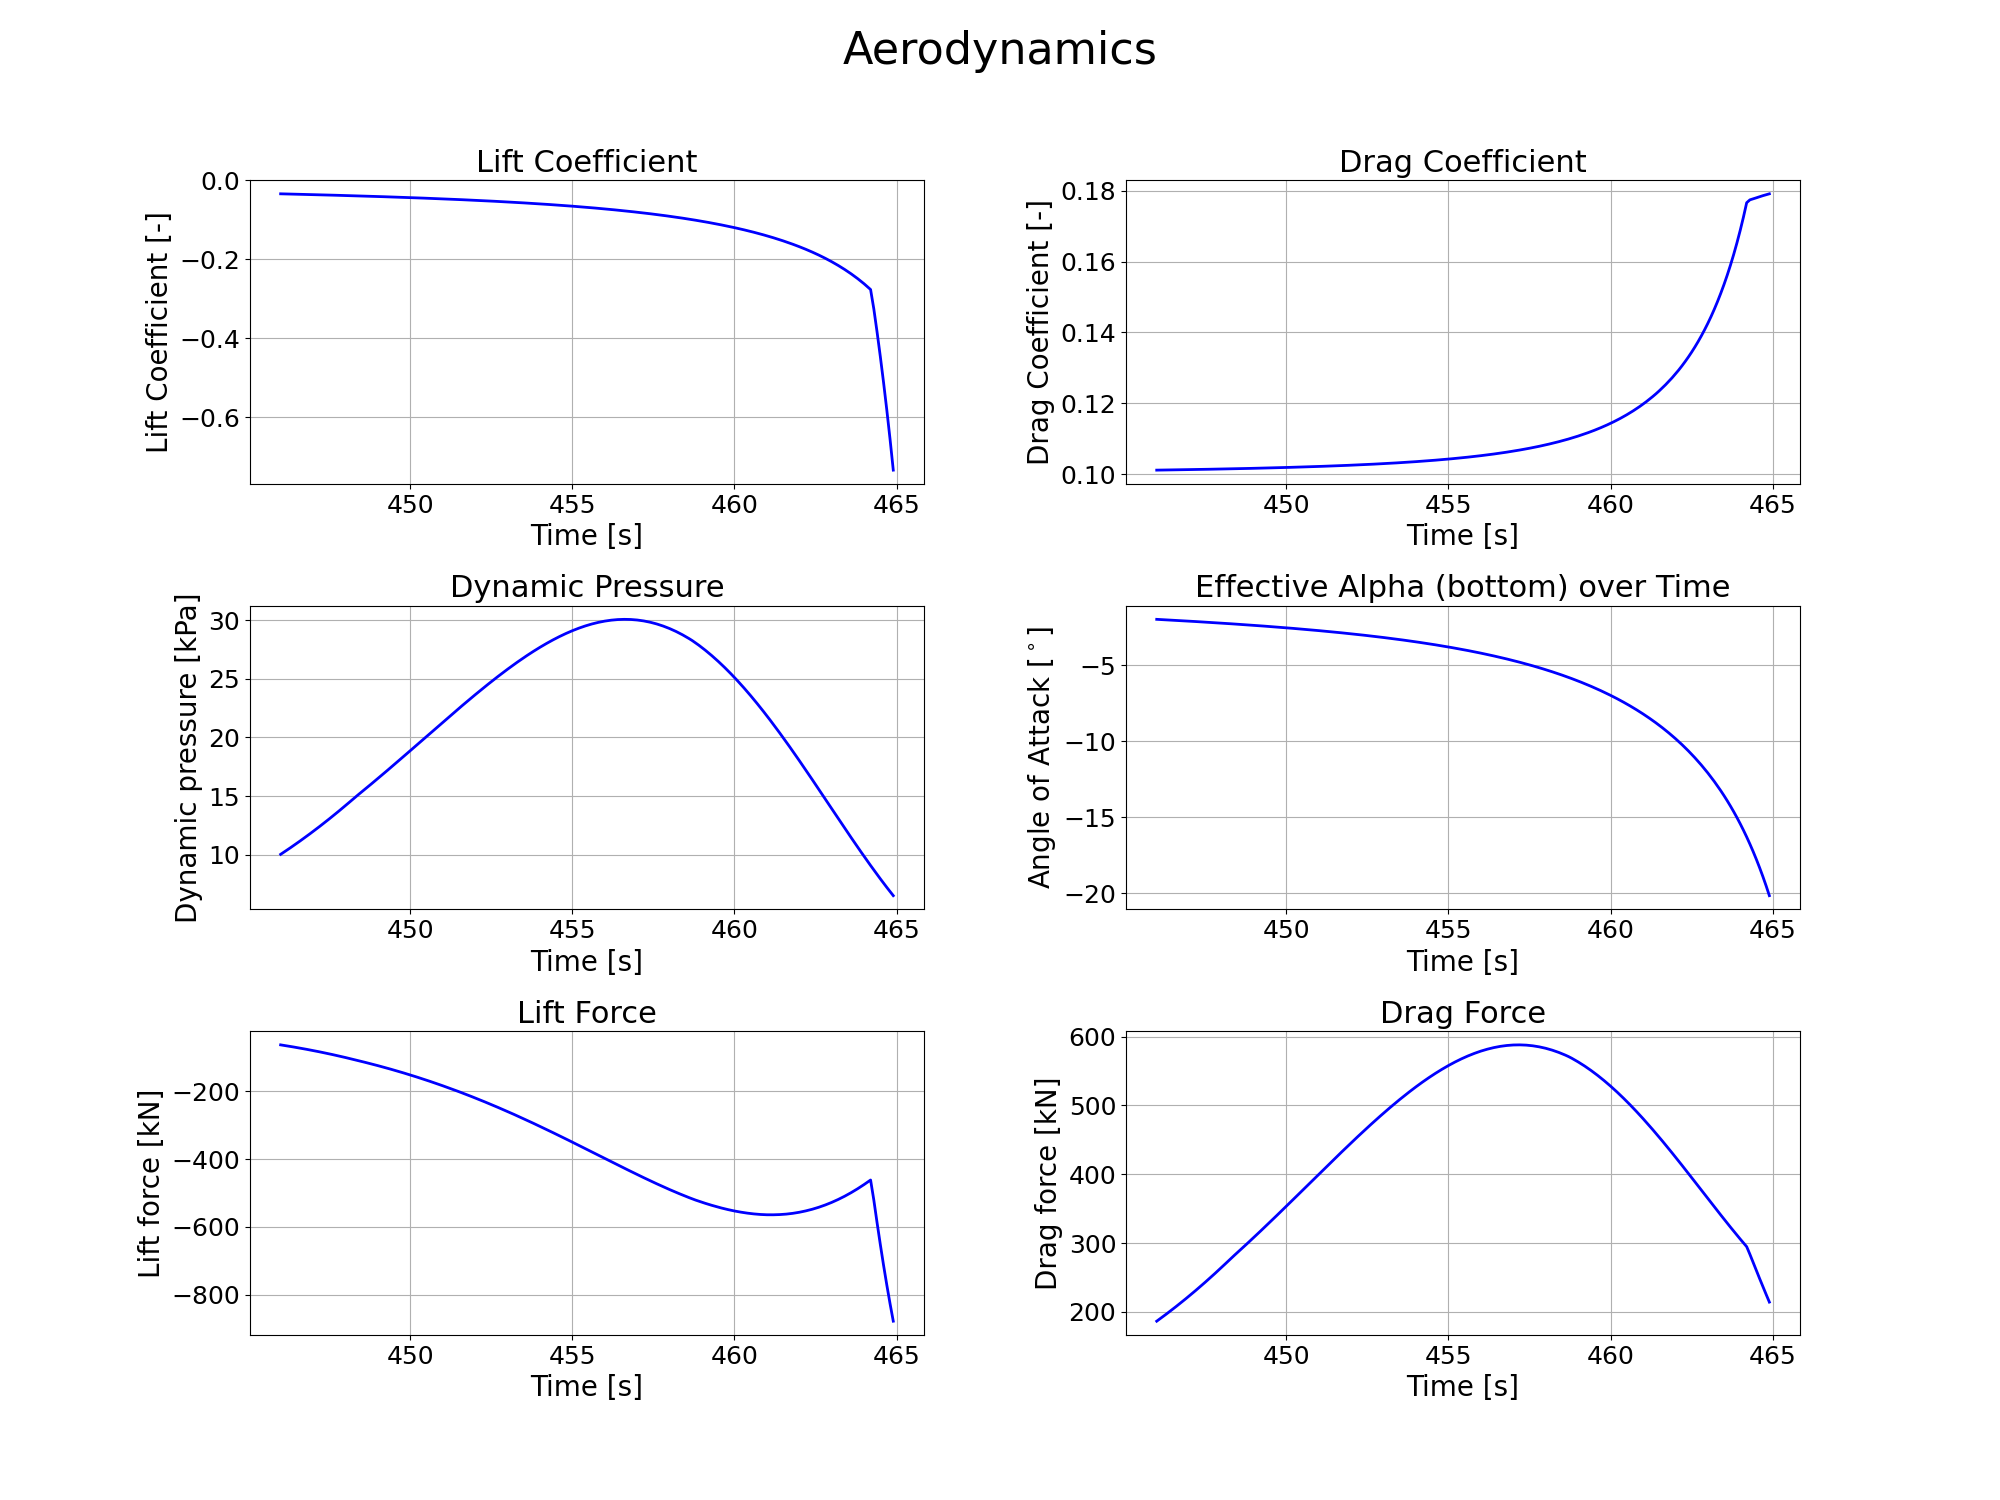 Aerodynamics
Lift Coefficient
Lift Coefficient [-]
0.0
−0.2
−0.4
−0.6
450 455 460 465
Time [s]
Drag Coefficient
Drag Coefficient [-]
0.18
0.16
0.14
0.12
0.10
450 455 460 465
Time [s]
Dynamic Pressure
Dynamic pressure [kPa]
30
25
20
15
10
450 455 460 465
Time [s]
Effective Alpha (bottom) over Time
Angle of Attack [°]
−5
−10
−15
−20
450 455 460 465
Time [s]
Lift Force
Lift force [kN]
−200
−400
−600
−800
450 455 460 465
Time [s]
Drag Force
Drag force [kN]
600
500
400
300
200
450 455 460 465
Time [s]